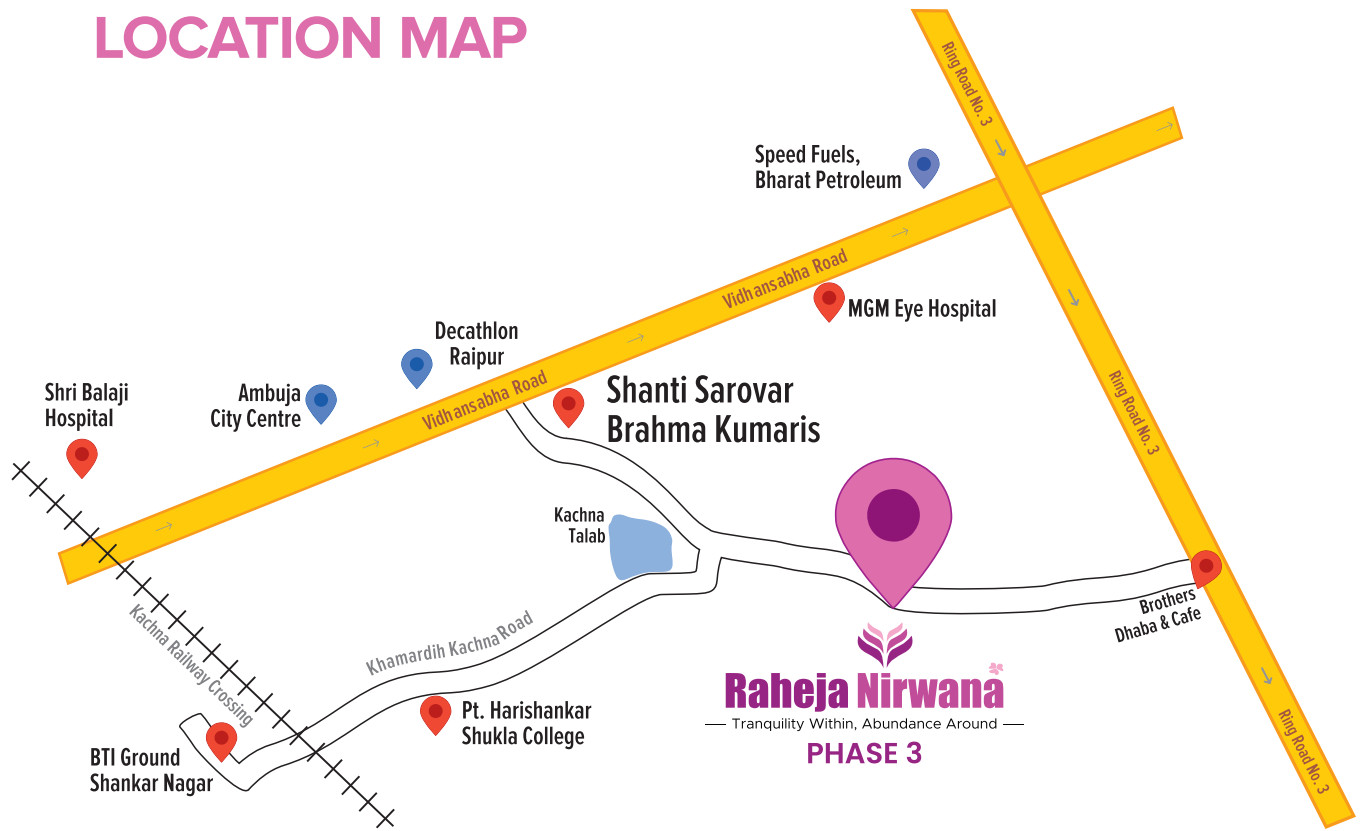 LOCATION MAP
Ring Road No. 3
Speed Fuels,
Bharat Petroleum
Vidhansabha Road
MGM Eye Hospital
Decathlon
Raipur
Shri Balaji
Hospital
Ambuja
City Centre
Vidhansabha Road
Shanti Sarovar
Brahma Kumaris
Ring Road No. 3
Kachna
Talab
Brothers
Dhaba & Cafe
Kachna Railway Crossing
Khamardih Kachna Road
Raheja Nirwana
Tranquility Within, Abundance Around
PHASE 3
Pt. Harishankar
Shukla College
BTI Ground
Shankar Nagar
Ring Road No. 3